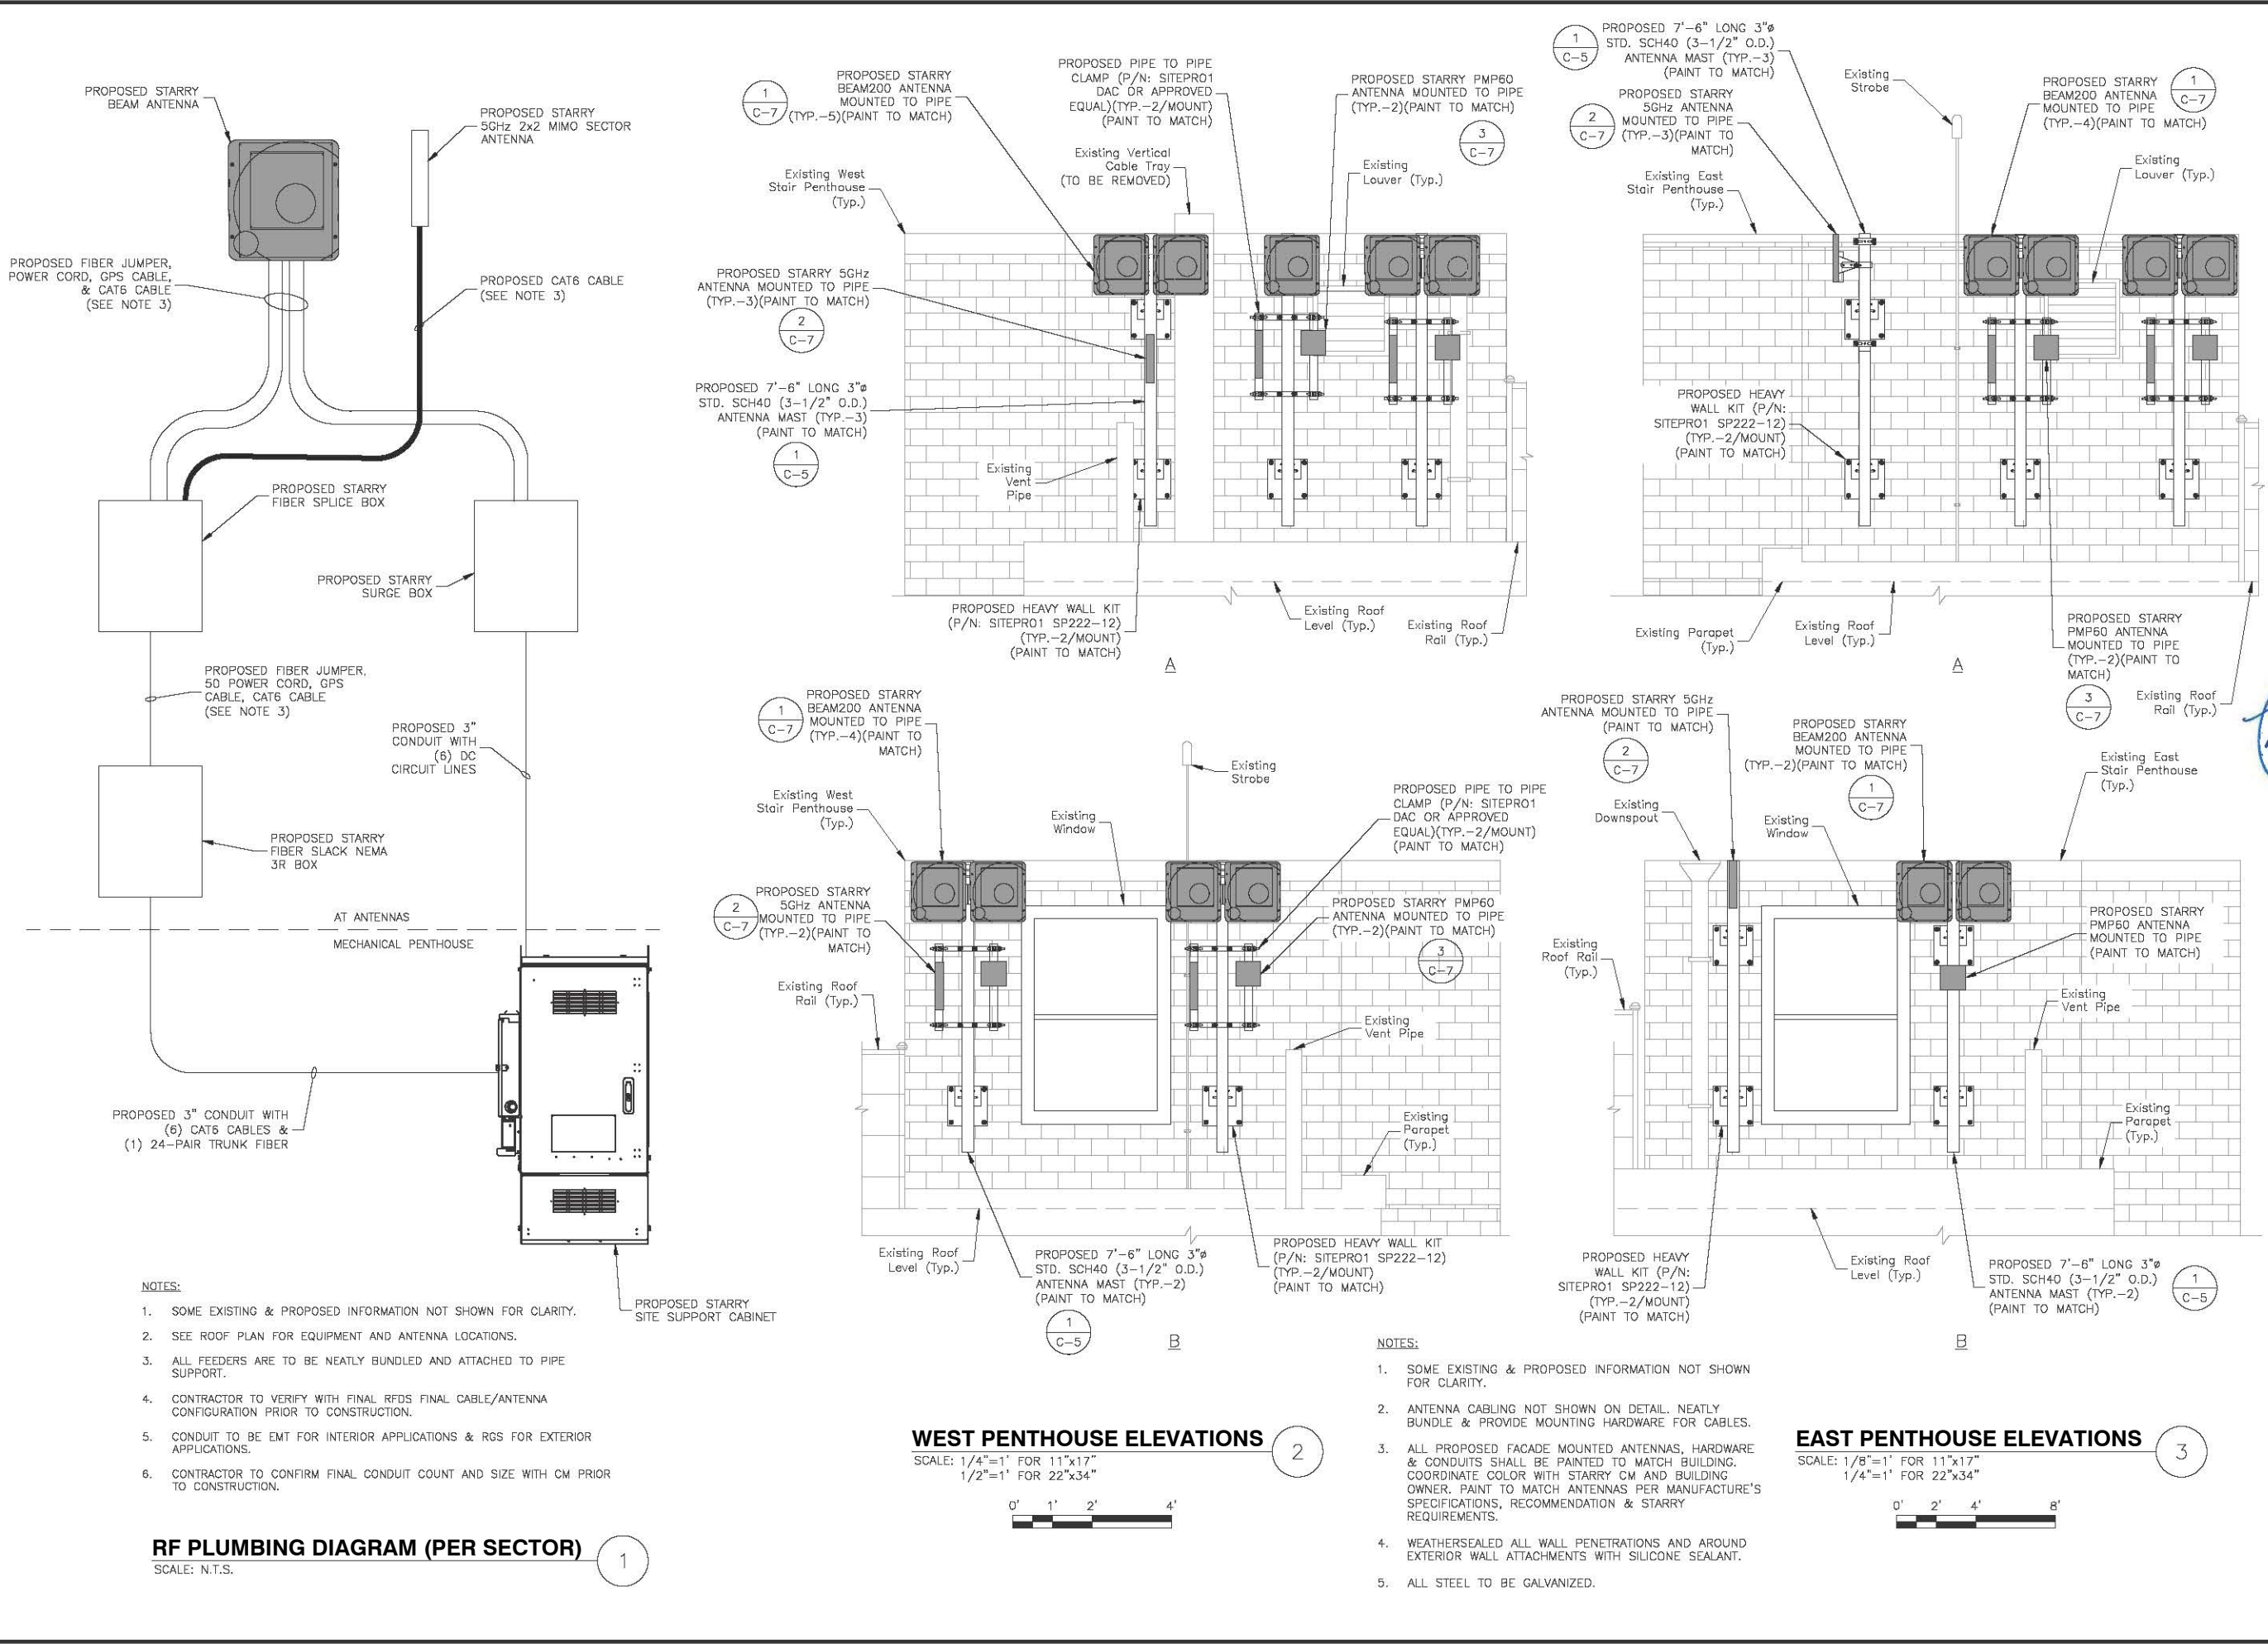 PROPOSED STARRY
BEAM ANTENNA
PROPOSED STARRY
5GHz 2x2 MIMO SECTOR
ANTENNA
PROPOSED FIBER JUMPER,
POWER CORD, GPS CABLE,
& CAT6 CABLE
(SEE NOTE 3)
PROPOSED CAT6 CABLE
(SEE NOTE 3)
PROPOSED STARRY
FIBER SPLICE BOX
PROPOSED STARRY
SURGE BOX
PROPOSED FIBER JUMPER,
50 POWER CORD, GPS
CABLE, CAT6 CABLE
(SEE NOTE 3)
PROPOSED 3"
CONDUIT WITH
(6) DC
CIRCUIT LINES
PROPOSED STARRY
FIBER SLACK NEMA
3R BOX
AT ANTENNAS
MECHANICAL PENTHOUSE
PROPOSED 3" CONDUIT WITH
(6) CAT6 CABLES &
(1) 24-PAIR TRUNK FIBER
PROPOSED STARRY
SITE SUPPORT CABINET
NOTES:
1. SOME EXISTING & PROPOSED INFORMATION NOT SHOWN FOR CLARITY.
2. SEE ROOF PLAN FOR EQUIPMENT AND ANTENNA LOCATIONS.
3. ALL FEEDERS ARE TO BE NEATLY BUNDLED AND ATTACHED TO PIPE
SUPPORT.
4. CONTRACTOR TO VERIFY WITH FINAL RFDS FINAL CABLE/ANTENNA
CONFIGURATION PRIOR TO CONSTRUCTION.
5. CONDUIT TO BE EMT FOR INTERIOR APPLICATIONS & RGS FOR EXTERIOR
APPLICATIONS.
6. CONTRACTOR TO CONFIRM FINAL CONDUIT COUNT AND SIZE WITH CM PRIOR
TO CONSTRUCTION.
RF PLUMBING DIAGRAM (PER SECTOR)
SCALE: N.T.S.
1
PROPOSED STARRY
BEAM200 ANTENNA
MOUNTED TO PIPE
(TYP.-5)(PAINT TO MATCH)
1
C-7
PROPOSED PIPE TO PIPE
CLAMP (P/N: SITEPRO1
DAC OR APPROVED
EQUAL)(TYP.-2/MOUNT)
(PAINT TO MATCH)
PROPOSED STARRY PMP60
ANTENNA MOUNTED TO PIPE
(TYP.-2)(PAINT TO MATCH)
3
C-7
Existing Vertical
Cable Tray
(TO BE REMOVED)
Existing
Louver (Typ.)
Existing West
Stair Penthouse
(Typ.)
PROPOSED STARRY 5GHz
ANTENNA MOUNTED TO PIPE
(TYP.-3)(PAINT TO MATCH)
2
C-7
PROPOSED 7'-6" LONG 3"ø
STD. SCH40 (3-1/2" O.D.)
ANTENNA MAST (TYP.-3)
(PAINT TO MATCH)
1
C-5
Existing
Vent
Pipe
PROPOSED HEAVY WALL KIT
(P/N: SITEPRO1 SP222-12)
(TYP.-2/MOUNT)
(PAINT TO MATCH)
Existing Roof
Level (Typ.)
Existing Roof
Rail (Typ.)
A
PROPOSED STARRY
BEAM200 ANTENNA
MOUNTED TO PIPE
(TYP.-4)(PAINT TO
MATCH)
1
C-7
Existing
Strobe
Existing West
Stair Penthouse
(Typ.)
Existing
Window
PROPOSED PIPE TO PIPE
CLAMP (P/N: SITEPRO1
DAC OR APPROVED
EQUAL)(TYP.-2/MOUNT)
(PAINT TO MATCH)
PROPOSED STARRY
5GHz ANTENNA
MOUNTED TO PIPE
(TYP.-2)(PAINT TO
MATCH)
2
C-7
PROPOSED STARRY PMP60
ANTENNA MOUNTED TO PIPE
(TYP.-2)(PAINT TO MATCH)
3
C-7
Existing Roof
Rail (Typ.)
Existing
Vent Pipe
Existing
Parapet
(Typ.)
Existing Roof
Level (Typ.)
PROPOSED 7'-6" LONG 3"ø
STD. SCH40 (3-1/2" O.D.)
ANTENNA MAST (TYP.-2)
(PAINT TO MATCH)
1
C-5
PROPOSED HEAVY WALL KIT
(P/N: SITEPRO1 SP222-12)
(TYP.-2/MOUNT)
(PAINT TO MATCH)
B
WEST PENTHOUSE ELEVATIONS
SCALE: 1/4"=1' FOR 11"x17"
1/2"=1' FOR 22"x34"
2
0' 1' 2' 4'
1
C-5
PROPOSED 7'-6" LONG 3"ø
STD. SCH40 (3-1/2" O.D.)
ANTENNA MAST (TYP.-3)
(PAINT TO MATCH)
PROPOSED STARRY
5GHz ANTENNA
MOUNTED TO PIPE
(TYP.-3)(PAINT TO
MATCH)
2
C-7
Existing
Strobe
PROPOSED STARRY
BEAM200 ANTENNA
MOUNTED TO PIPE
(TYP.-4)(PAINT TO MATCH)
1
C-7
Existing East
Stair Penthouse
(Typ.)
Existing
Louver (Typ.)
PROPOSED HEAVY
WALL KIT (P/N:
SITEPRO1 SP222-12)
(TYP.-2/MOUNT)
(PAINT TO MATCH)
Existing Parapet
(Typ.)
Existing Roof
Level (Typ.)
PROPOSED STARRY
PMP60 ANTENNA
MOUNTED TO PIPE
(TYP.-2)(PAINT TO
MATCH)
3
C-7
Existing Roof
Rail (Typ.)
A
PROPOSED STARRY 5GHz
ANTENNA MOUNTED TO PIPE
(PAINT TO MATCH)
2
C-7
PROPOSED STARRY
BEAM200 ANTENNA
MOUNTED TO PIPE
(TYP.-2)(PAINT TO MATCH)
1
C-7
Existing East
Stair Penthouse
(Typ.)
Existing
Downspout
Existing
Window
PROPOSED STARRY
PMP60 ANTENNA
MOUNTED TO PIPE
(PAINT TO MATCH)
Existing
Roof Rail
(Typ.)
Existing
Vent Pipe
Existing
Parapet
(Typ.)
PROPOSED HEAVY
WALL KIT (P/N:
SITEPRO1 SP222-12)
(TYP.-2/MOUNT)
(PAINT TO MATCH)
Existing Roof
Level (Typ.)
PROPOSED 7'-6" LONG 3"ø
STD. SCH40 (3-1/2" O.D.)
ANTENNA MAST (TYP.-2)
(PAINT TO MATCH)
1
C-5
B
NOTES:
1. SOME EXISTING & PROPOSED INFORMATION NOT SHOWN
FOR CLARITY.
2. ANTENNA CABLING NOT SHOWN ON DETAIL. NEATLY
BUNDLE & PROVIDE MOUNTING HARDWARE FOR CABLES.
3. ALL PROPOSED FACADE MOUNTED ANTENNAS, HARDWARE
& CONDUITS SHALL BE PAINTED TO MATCH BUILDING.
COORDINATE COLOR WITH STARRY CM AND BUILDING
OWNER. PAINT TO MATCH ANTENNAS PER MANUFACTURE'S
SPECIFICATIONS, RECOMMENDATION & STARRY
REQUIREMENTS.
4. WEATHERSEALED ALL WALL PENETRATIONS AND AROUND
EXTERIOR WALL ATTACHMENTS WITH SILICONE SEALANT.
5. ALL STEEL TO BE GALVANIZED.
EAST PENTHOUSE ELEVATIONS
SCALE: 1/8"=1' FOR 11"x17"
1/4"=1' FOR 22"x34"
3
0' 2' 4' 8'